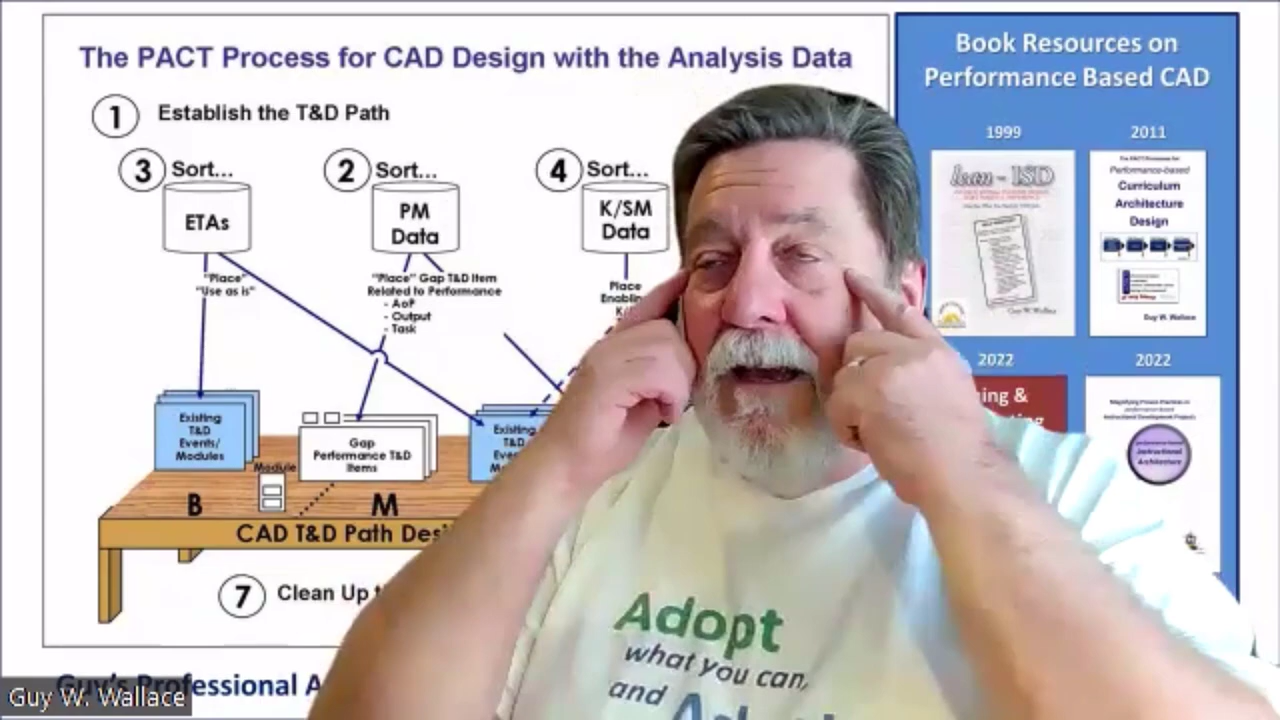 The PACT Process for CAD Design with the Analysis Data
1
Establish the T&D Path
3
Sort...
2
Sort...
4
Sort...
ETAs
PM
Data
K/SM
Data
"Place"
"Use as is"
"Place" Gap T&D Item
Related to Performance
- AoP
- Output
- Task
Place
Existing
T&D
Events/
Modules
Module
Gap
Performance T&D
Items
Existing
T&D
B
M
CAD T&D Path
7
Clean Up
Guy's Professional
Guy W. Wallace
Book Resources on
Performance Based CAD
1999
2011
lean-ISD
Guy W. Wallace
The PACT Processes for
Performance-based
Curriculum
Architecture
Design
Guy W. Wallace
2022
2022
Adopt
what you can,
and